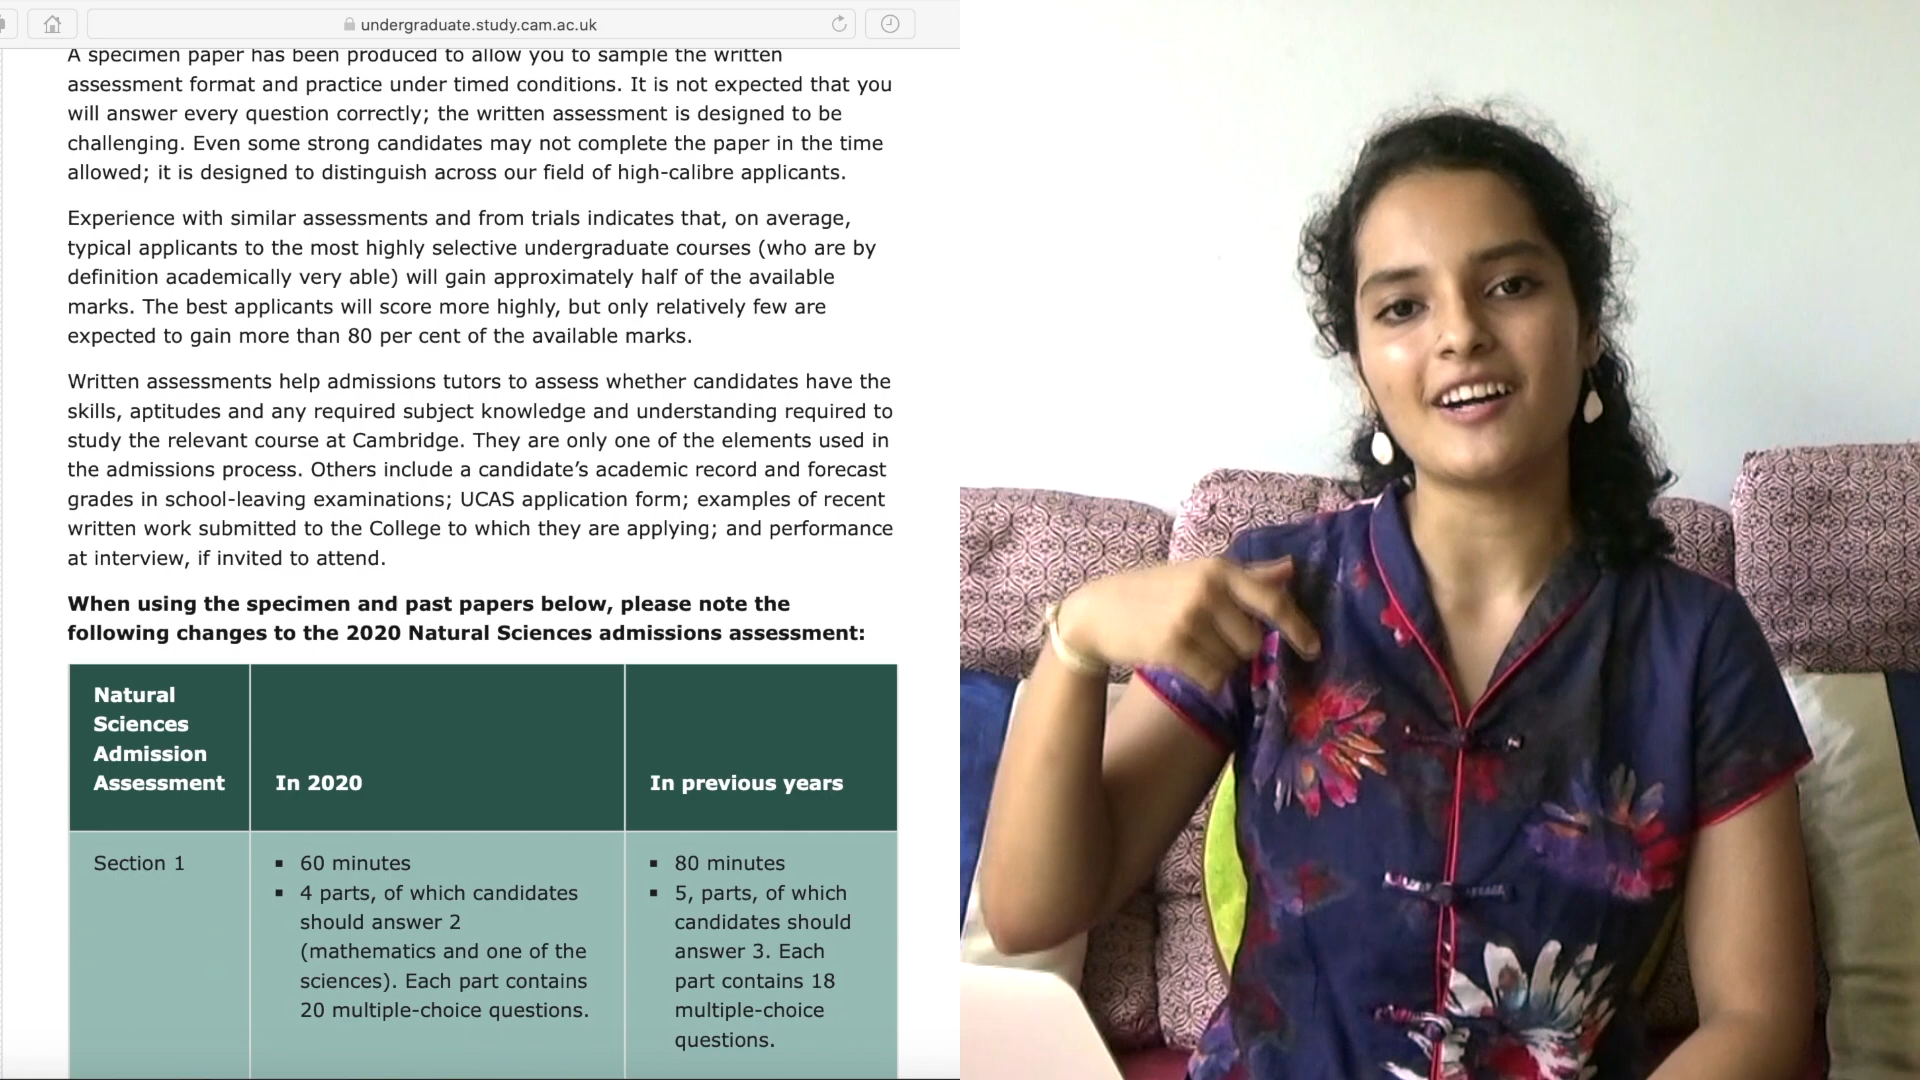 undergraduate.study.cam.ac.uk
A specimen paper has been produced to allow you to sample the written
assessment format and practice under timed conditions. It is not expected that you
will answer every question correctly; the written assessment is designed to be
challenging. Even some strong candidates may not complete the paper in the time
allowed; it is designed to distinguish across our field of high-calibre applicants.
Experience with similar assessments and from trials indicates that, on average,
typical applicants to the most highly selective undergraduate courses (who are by
definition academically very able) will gain approximately half of the available
marks. The best applicants will score more highly, but only relatively few are
expected to gain more than 80 per cent of the available marks.
Written assessments help admissions tutors to assess whether candidates have the
skills, aptitudes and any required subject knowledge and understanding required to
study the relevant course at Cambridge. They are only one of the elements used in
the admissions process. Others include a candidate’s academic record and forecast
grades in school-leaving examinations; UCAS application form; examples of recent
written work submitted to the College to which they are applying; and performance
at interview, if invited to attend.
When using the specimen and past papers below, please note the
following changes to the 2020 Natural Sciences admissions assessment:
Natural
Sciences
Admission
Assessment
In 2020
In previous years
Section 1
▪ 60 minutes
▪ 4 parts, of which candidates
should answer 2
(mathematics and one of the
sciences). Each part contains
20 multiple-choice questions.
▪ 80 minutes
▪ 5, parts, of which
candidates should
answer 3. Each
part contains 18
multiple-choice
questions.